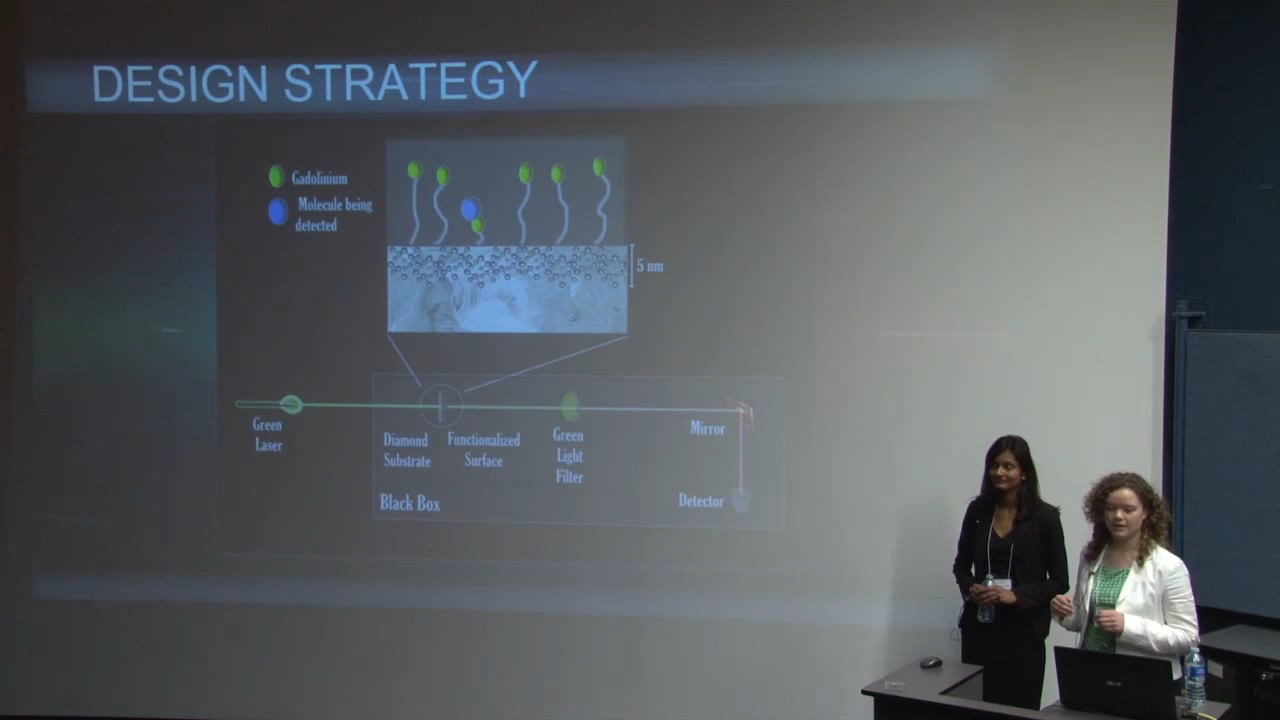 DESIGN STRATEGY
Gadolinium
Molecule being
detected
5 nm
Green
Laser
Diamond
Substrate
Functionalized
Surface
Green
Light
Filter
Mirror
Black Box
Detector
acer